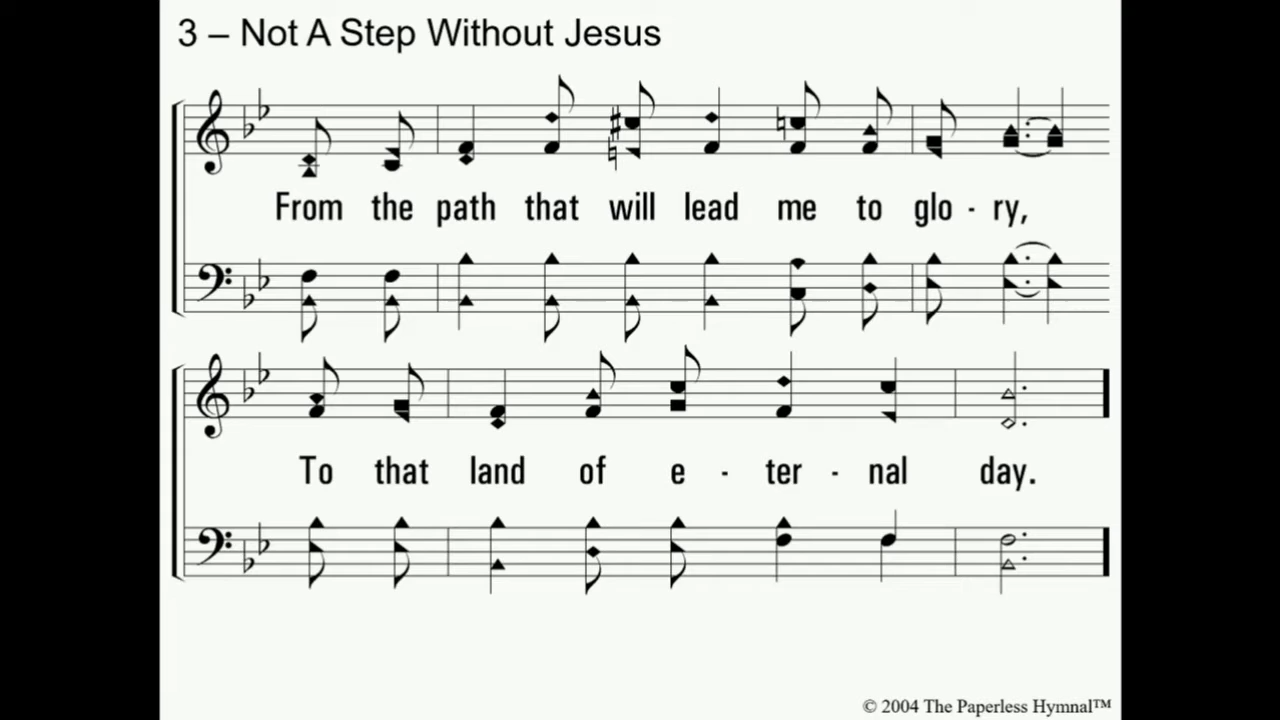 3 – Not A Step Without Jesus
From the path that will lead me to glo - ry,
To that land of e - ter - nal day.
© 2004 The Paperless Hymnal™